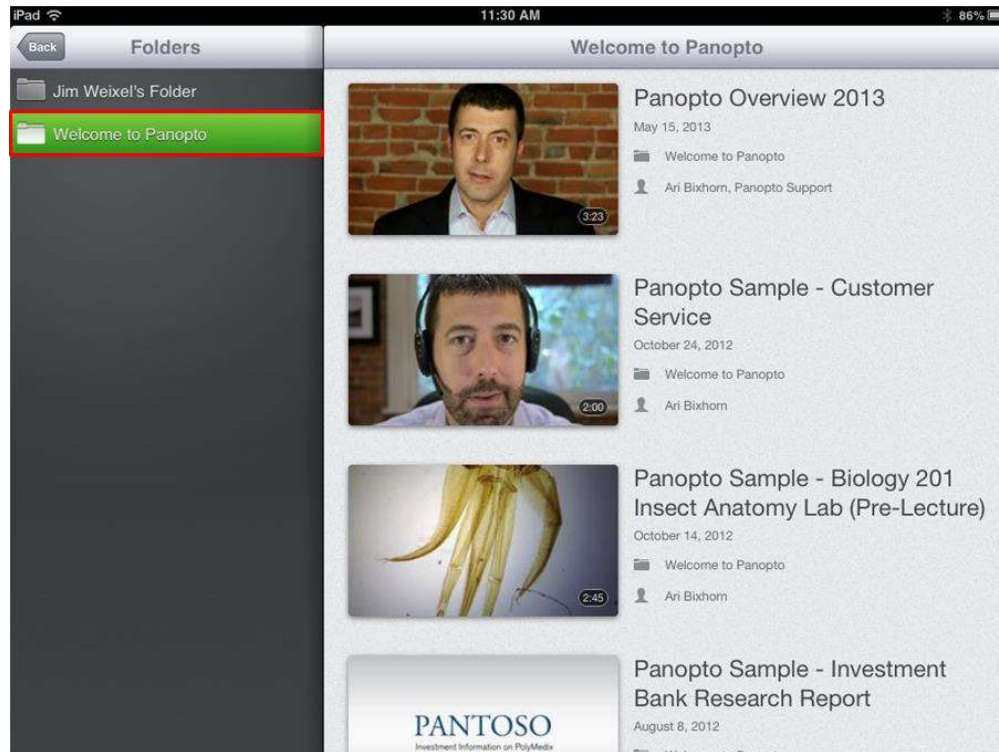 iPad
11:30 AM
86%
Back
Folders
Welcome to Panopto
Jim Weixel's Folder
Welcome to Panopto
Panopto Overview 2013
May 15, 2013
Welcome to Panopto
Ari Bixhorn, Panopto Support
3:23
Panopto Sample - Customer
Service
October 24, 2012
Welcome to Panopto
Ari Bixhorn
2:00
Panopto Sample - Biology 201
Insect Anatomy Lab (Pre-Lecture)
October 14, 2012
Welcome to Panopto
Ari Bixhorn
2:45
Panopto Sample - Investment
Bank Research Report
August 8, 2012
PANTOSO
Investment Information on PolyMedix